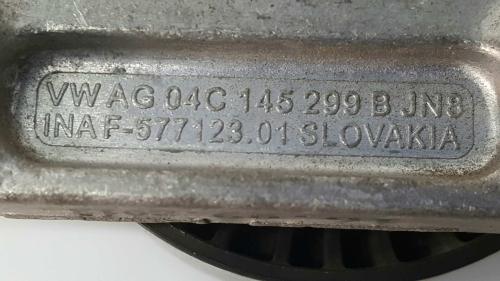 VW AG 04C 145 299 B JN8
INA F-577123.01 SLOVAKIA